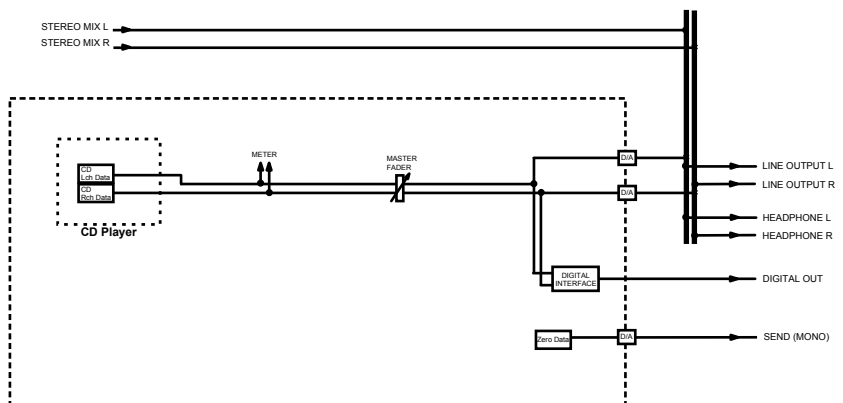 STEREO MIX L
STEREO MIX R
CD
Lch Data
CD
Rch Data
CD Player
METER
MASTER
FADER
D/A
D/A
LINE OUTPUT L
LINE OUTPUT R
HEADPHONE L
HEADPHONE R
DIGITAL
INTERFACE
DIGITAL OUT
Zero Data
D/A
SEND (MONO)